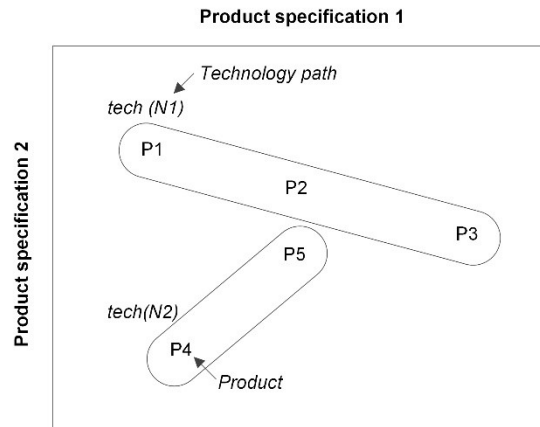 Product specification 1
Technology path
tech (N1)
P1
P2
P3
P5
Product specification 2
tech(N2)
P4
Product